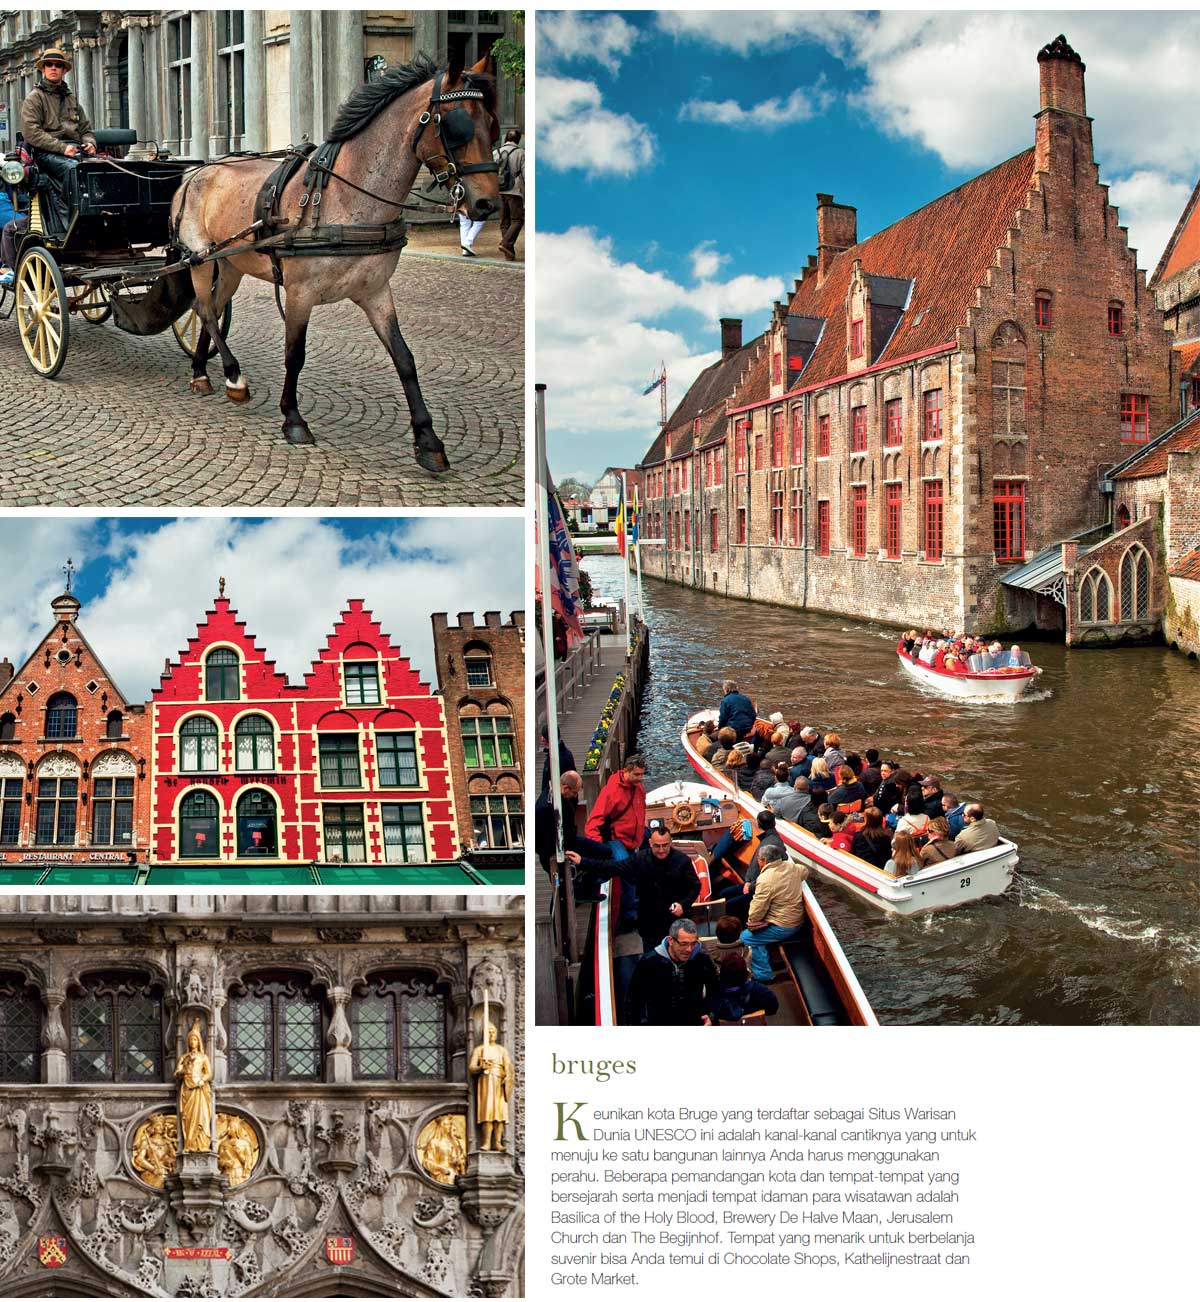 DE DONDER WEERMIN
RESTAURANT CENTRAL
29
bruges
Keunikan kota Bruge yang terdaftar sebagai Situs Warisan
Dunia UNESCO ini adalah kanal-kanal cantiknya yang untuk
menuju ke satu bangunan lainnya Anda harus menggunakan
perahu. Beberapa pemandangan kota dan tempat-tempat yang
bersejarah serta menjadi tempat idaman para wisatawan adalah
Basilica of the Holy Blood, Brewery De Halve Maan, Jerusalem
Church dan The Begijnhof. Tempat yang menarik untuk berbelanja
suvenir bisa Anda temui di Chocolate Shops, Kathelijnestraat dan
Grote Market.